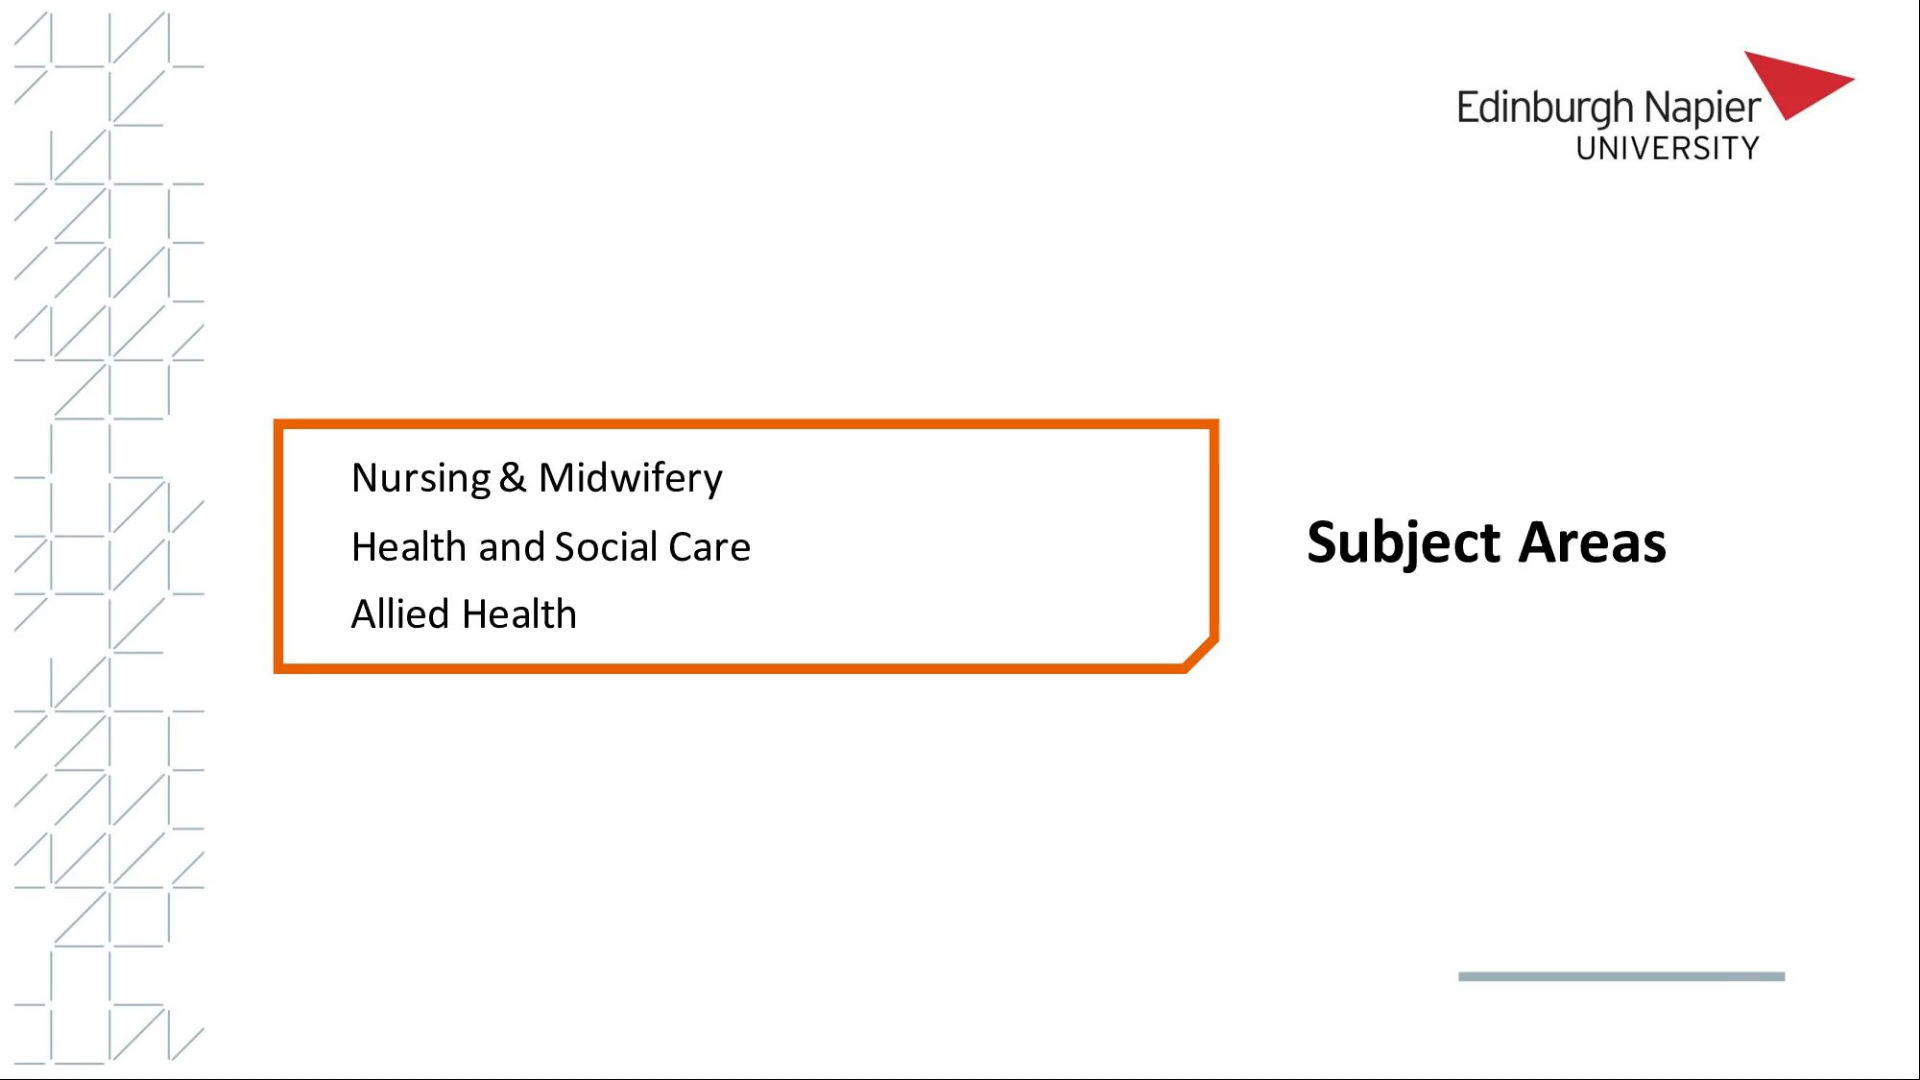 Edinburgh Napier
UNIVERSITY
Nursing & Midwifery
Health and Social Care
Allied Health
Subject Areas